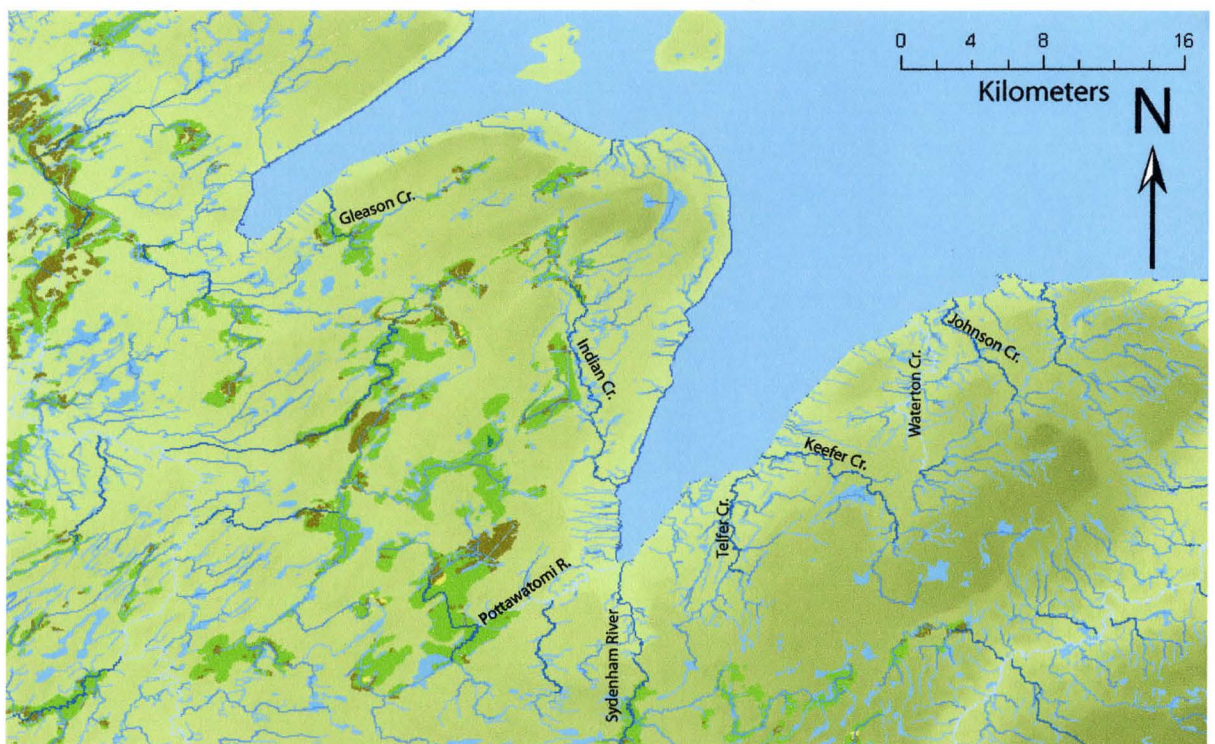 0 4 8 16
Kilometers
N
Gleason Cr.
Indian Cr.
Johnson Cr.
Waterton Cr.
Keefer Cr.
Telfer Cr.
Pottawatomi R.
Sydenham River